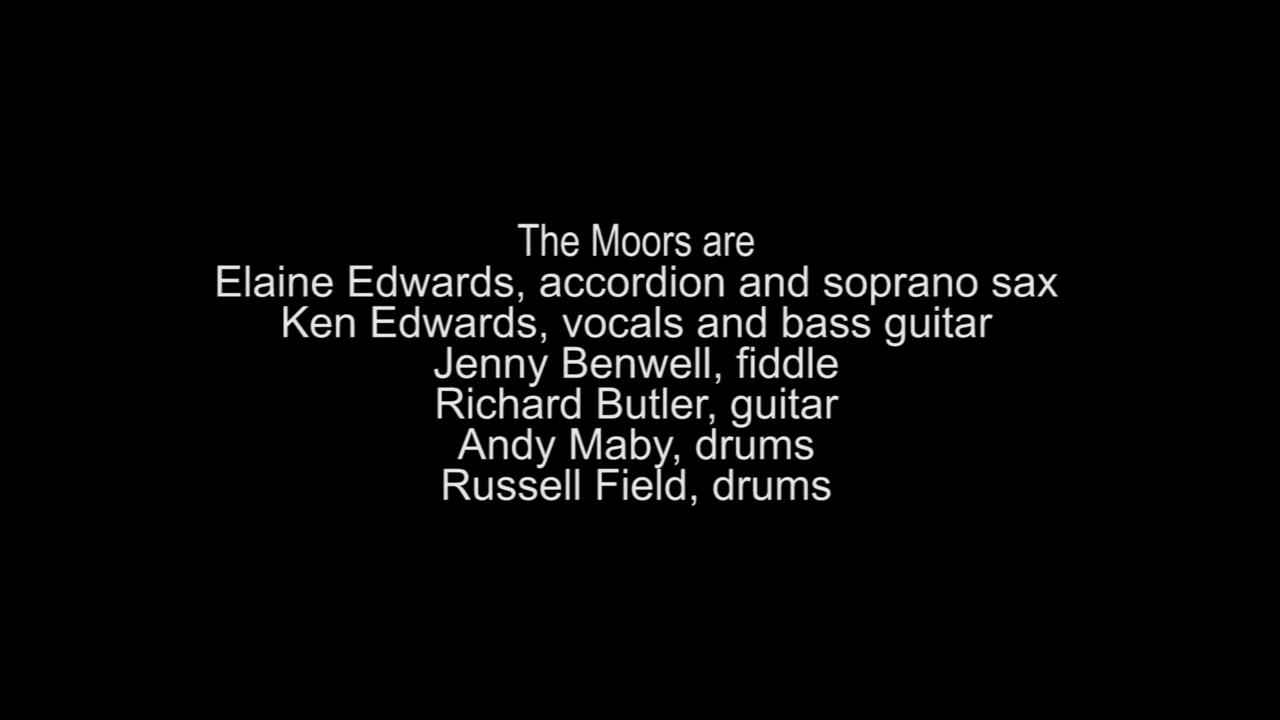 The Moors are
Elaine Edwards, accordion and soprano sax
Ken Edwards, vocals and bass guitar
Jenny Benwell, fiddle
Richard Butler, guitar
Andy Maby, drums
Russell Field, drums